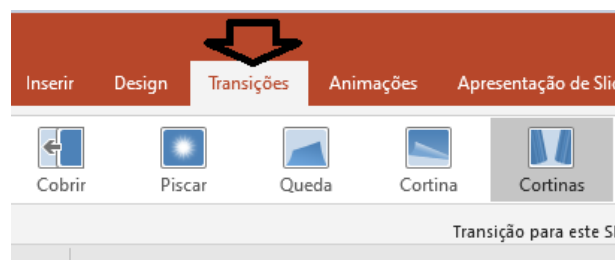 Inserir Design Transições Animações Apresentação de Sli
Cobrir Piscar Queda Cortina Cortinas
Transição para este Sl